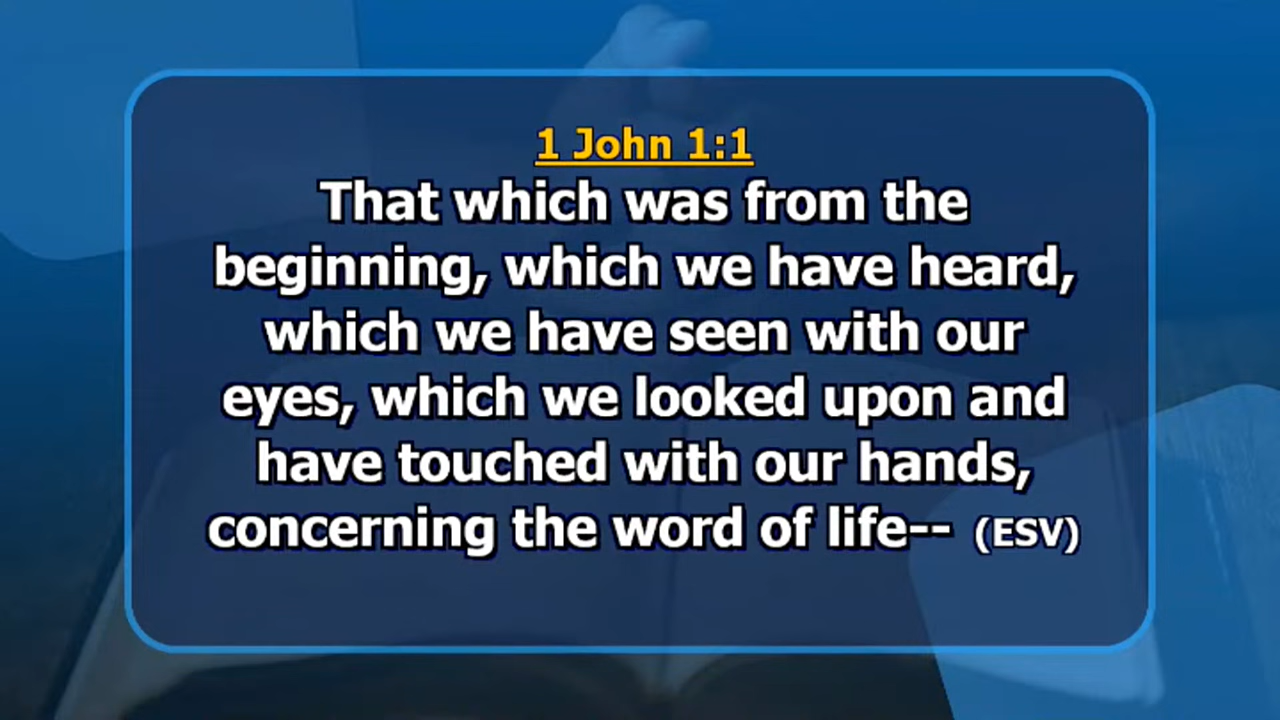 1 John 1:1
That which was from the
beginning, which we have heard,
which we have seen with our
eyes, which we looked upon and
have touched with our hands,
concerning the word of life-- (ESV)